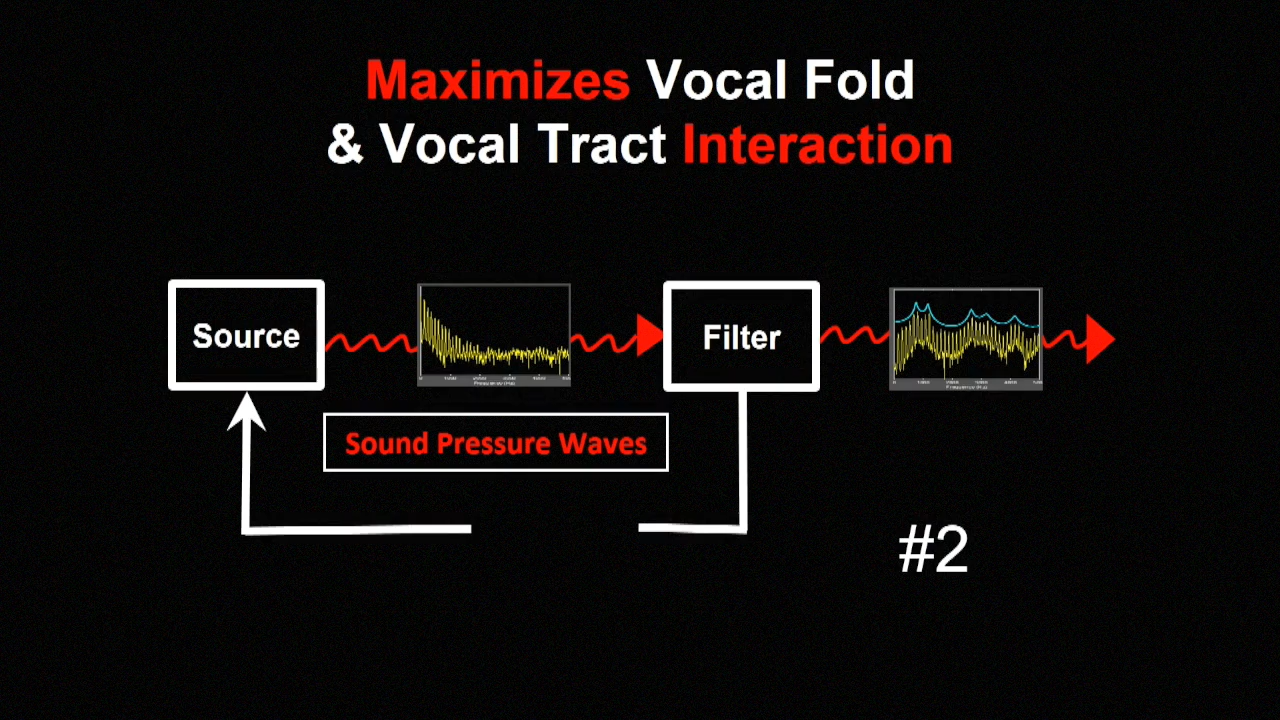 Maximizes Vocal Fold
& Vocal Tract Interaction
Source
Filter
Sound Pressure Waves
#2